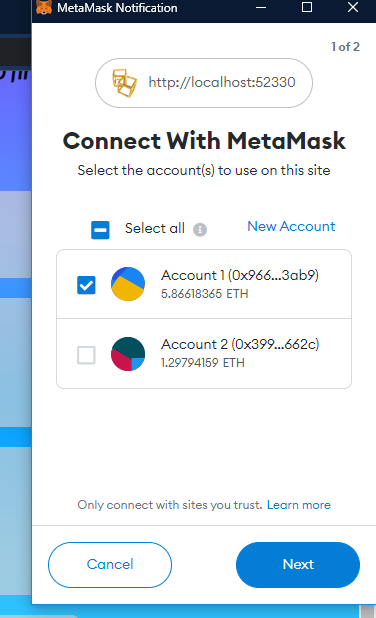 MetaMask Notification
1 of 2
http://localhost:52330
Connect With MetaMask
Select the account(s) to use on this site
Select all
New Account
Account 1 (0x966...3ab9)
5.86618365 ETH
Account 2 (0x399...662c)
1.29794159 ETH
Only connect with sites you trust. Learn more
Cancel
Next